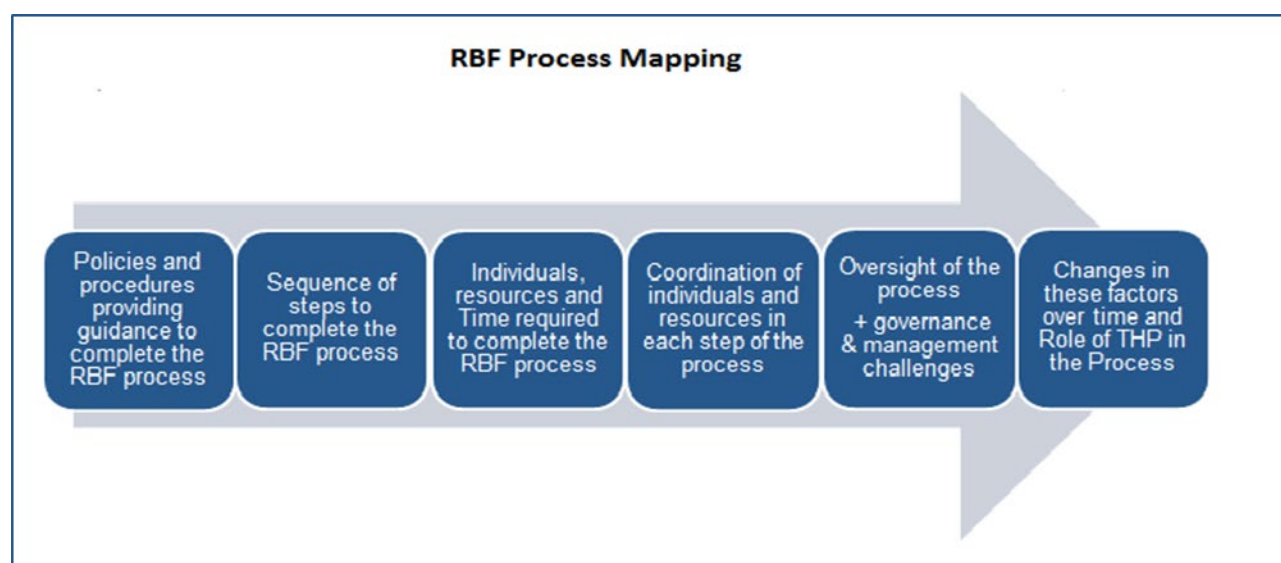 RBF Process Mapping
Policies and
procedures
providing
guidance to
complete the
RBF process
Sequence of
steps to
complete the
RBF process
Individuals,
resources and
Time required
to complete the
RBF process
Coordination of
individuals and
resources in
each step of the
process
Oversight of the
process
+ governance
& management
challenges
Changes in
these factors
over time and
Role of THP in
the Process